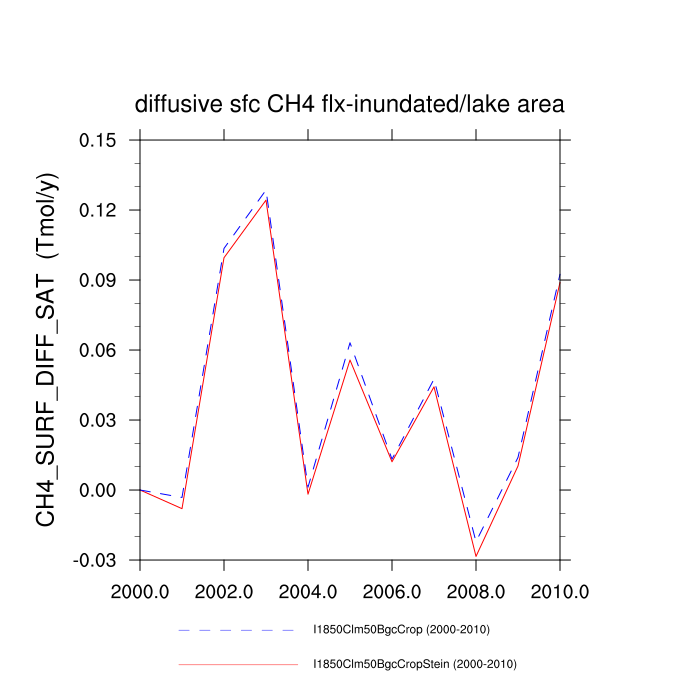 diffusive sfc CH4 flx-inundated/lake area
CH4_SURF_DIFF_SAT (Tmol/y)
0.15
0.12
0.09
0.06
0.03
0.00
-0.03
2000.0 2002.0 2004.0 2006.0 2008.0 2010.0
I1850Clm50BgcCrop (2000-2010)
I1850Clm50BgcCropStein (2000-2010)